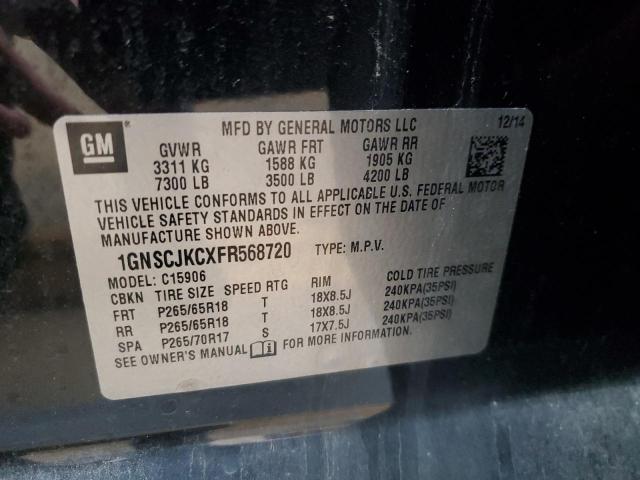 MFD BY GENERAL MOTORS LLC 12/14
GM
GVWR GAWR FRT GAWR RR
3311 KG 1588 KG 1905 KG
7300 LB 3500 LB 4200 LB
THIS VEHICLE CONFORMS TO ALL APPLICABLE U.S. FEDERAL MOTOR
VEHICLE SAFETY STANDARDS IN EFFECT ON THE DATE OF
MANUFACTURE SHOWN ABOVE.
1GNSCJKCXFR568720 TYPE: M.P.V.
MODEL: C15906
CBKN TIRE SIZE SPEED RTG RIM COLD TIRE PRESSURE
FRT P265/65R18 T 18X8.5J 240KPA(35PSI)
RR P265/65R18 T 18X8.5J 240KPA(35PSI)
SPA P265/70R17 S 17X7.5J 240KPA(35PSI)
SEE OWNER'S MANUAL FOR MORE INFORMATION.